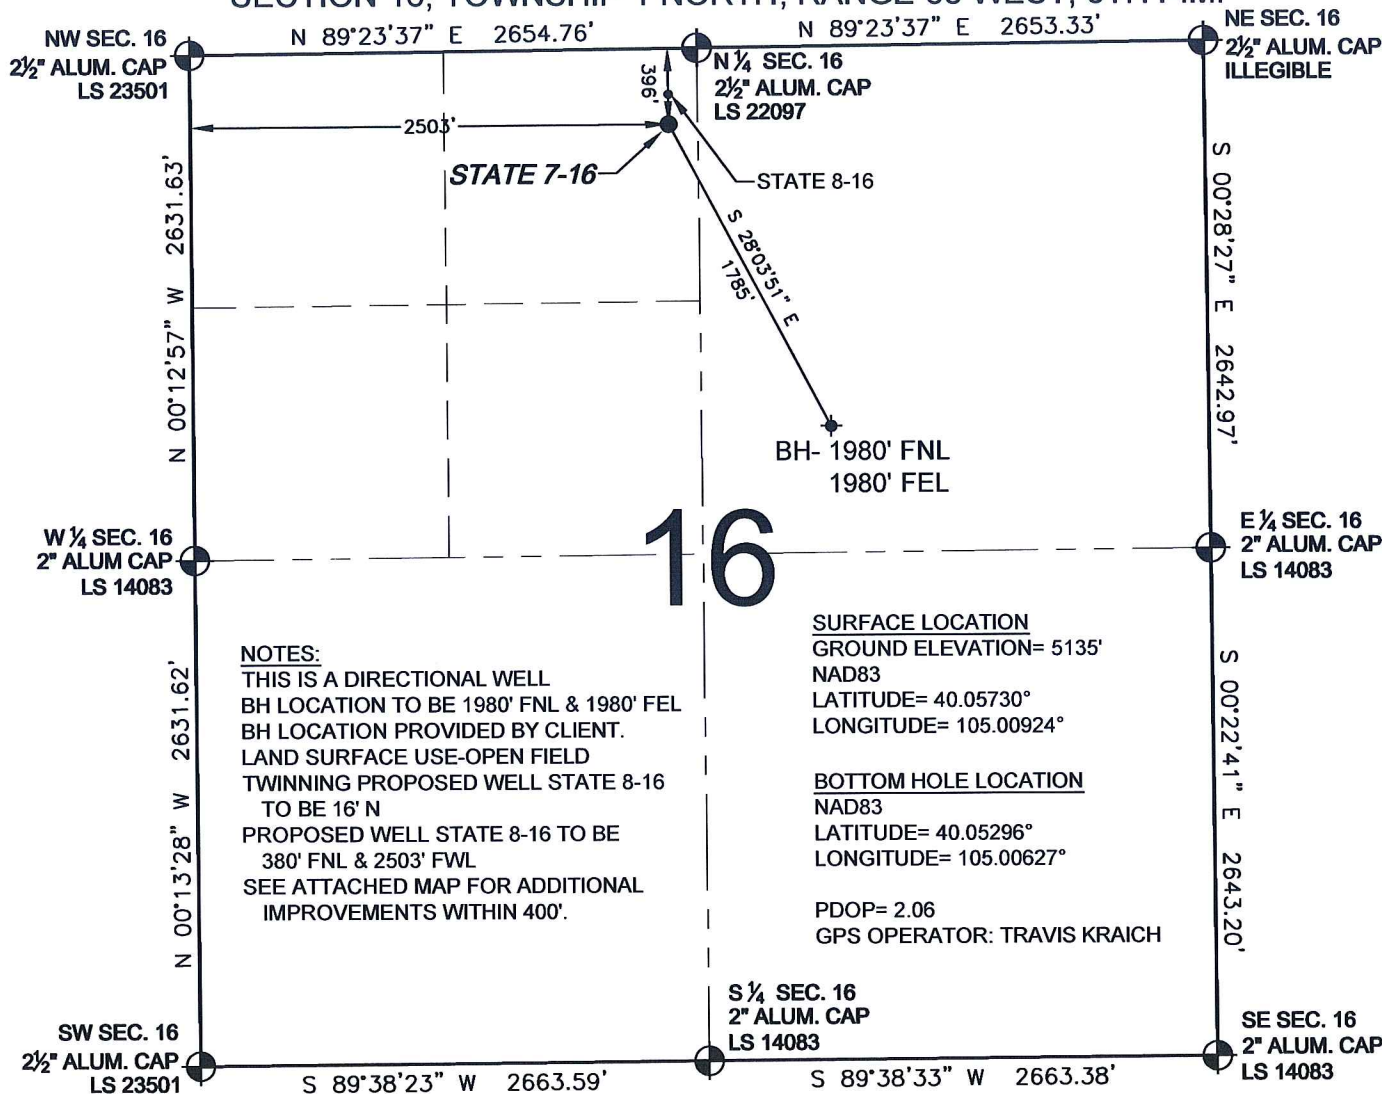 N 89°23'37" E 2654.76'
N 89°23'37" E 2653.33'
NW SEC. 16
2½" ALUM. CAP
LS 23501
N ¼ SEC. 16
2½" ALUM. CAP
LS 22097
NE SEC. 16
2½" ALUM. CAP
ILLEGIBLE
396'
2503'
STATE 7-16
STATE 8-16
S 28°03'51" E
1785'
BH- 1980' FNL
1980' FEL
N 00°12'57" W 2631.63'
S 00°28'27" E 2642.97'
W ¼ SEC. 16
2" ALUM CAP
LS 14083
16
E ¼ SEC. 16
2" ALUM. CAP
LS 14083
N 00°13'28" W 2631.62'
NOTES:
THIS IS A DIRECTIONAL WELL
BH LOCATION TO BE 1980' FNL & 1980' FEL
BH LOCATION PROVIDED BY CLIENT.
LAND SURFACE USE-OPEN FIELD
TWINNING PROPOSED WELL STATE 8-16
TO BE 16' N
PROPOSED WELL STATE 8-16 TO BE
380' FNL & 2503' FWL
SEE ATTACHED MAP FOR ADDITIONAL
IMPROVEMENTS WITHIN 400'.
SURFACE LOCATION
GROUND ELEVATION= 5135'
NAD83
LATITUDE= 40.05730°
LONGITUDE= 105.00924°
BOTTOM HOLE LOCATION
NAD83
LATITUDE= 40.05296°
LONGITUDE= 105.00627°
PDOP= 2.06
GPS OPERATOR: TRAVIS KRAICH
S 00°22'41" E 2643.20'
SW SEC. 16
2½" ALUM. CAP
LS 23501
S ¼ SEC. 16
2" ALUM. CAP
LS 14083
SE SEC. 16
2" ALUM. CAP
LS 14083
S 89°38'23" W 2663.59'
S 89°38'33" W 2663.38'